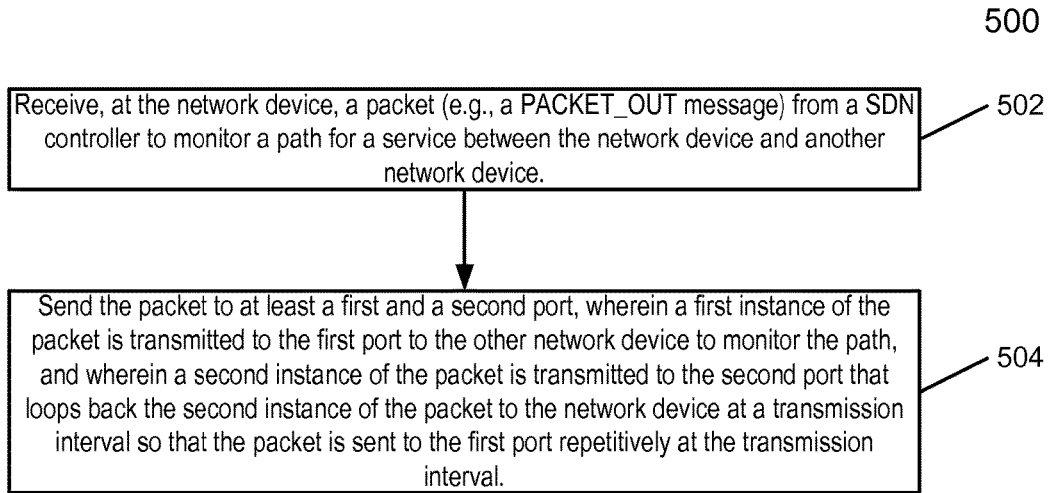 500
Receive, at the network device, a packet (e.g., a PACKET_OUT message) from a SDN
controller to monitor a path for a service between the network device and another
network device.
502
Send the packet to at least a first and a second port, wherein a first instance of the
packet is transmitted to the first port to the other network device to monitor the path,
and wherein a second instance of the packet is transmitted to the second port that
loops back the second instance of the packet to the network device at a transmission
interval so that the packet is sent to the first port repetitively at the transmission
interval.
504